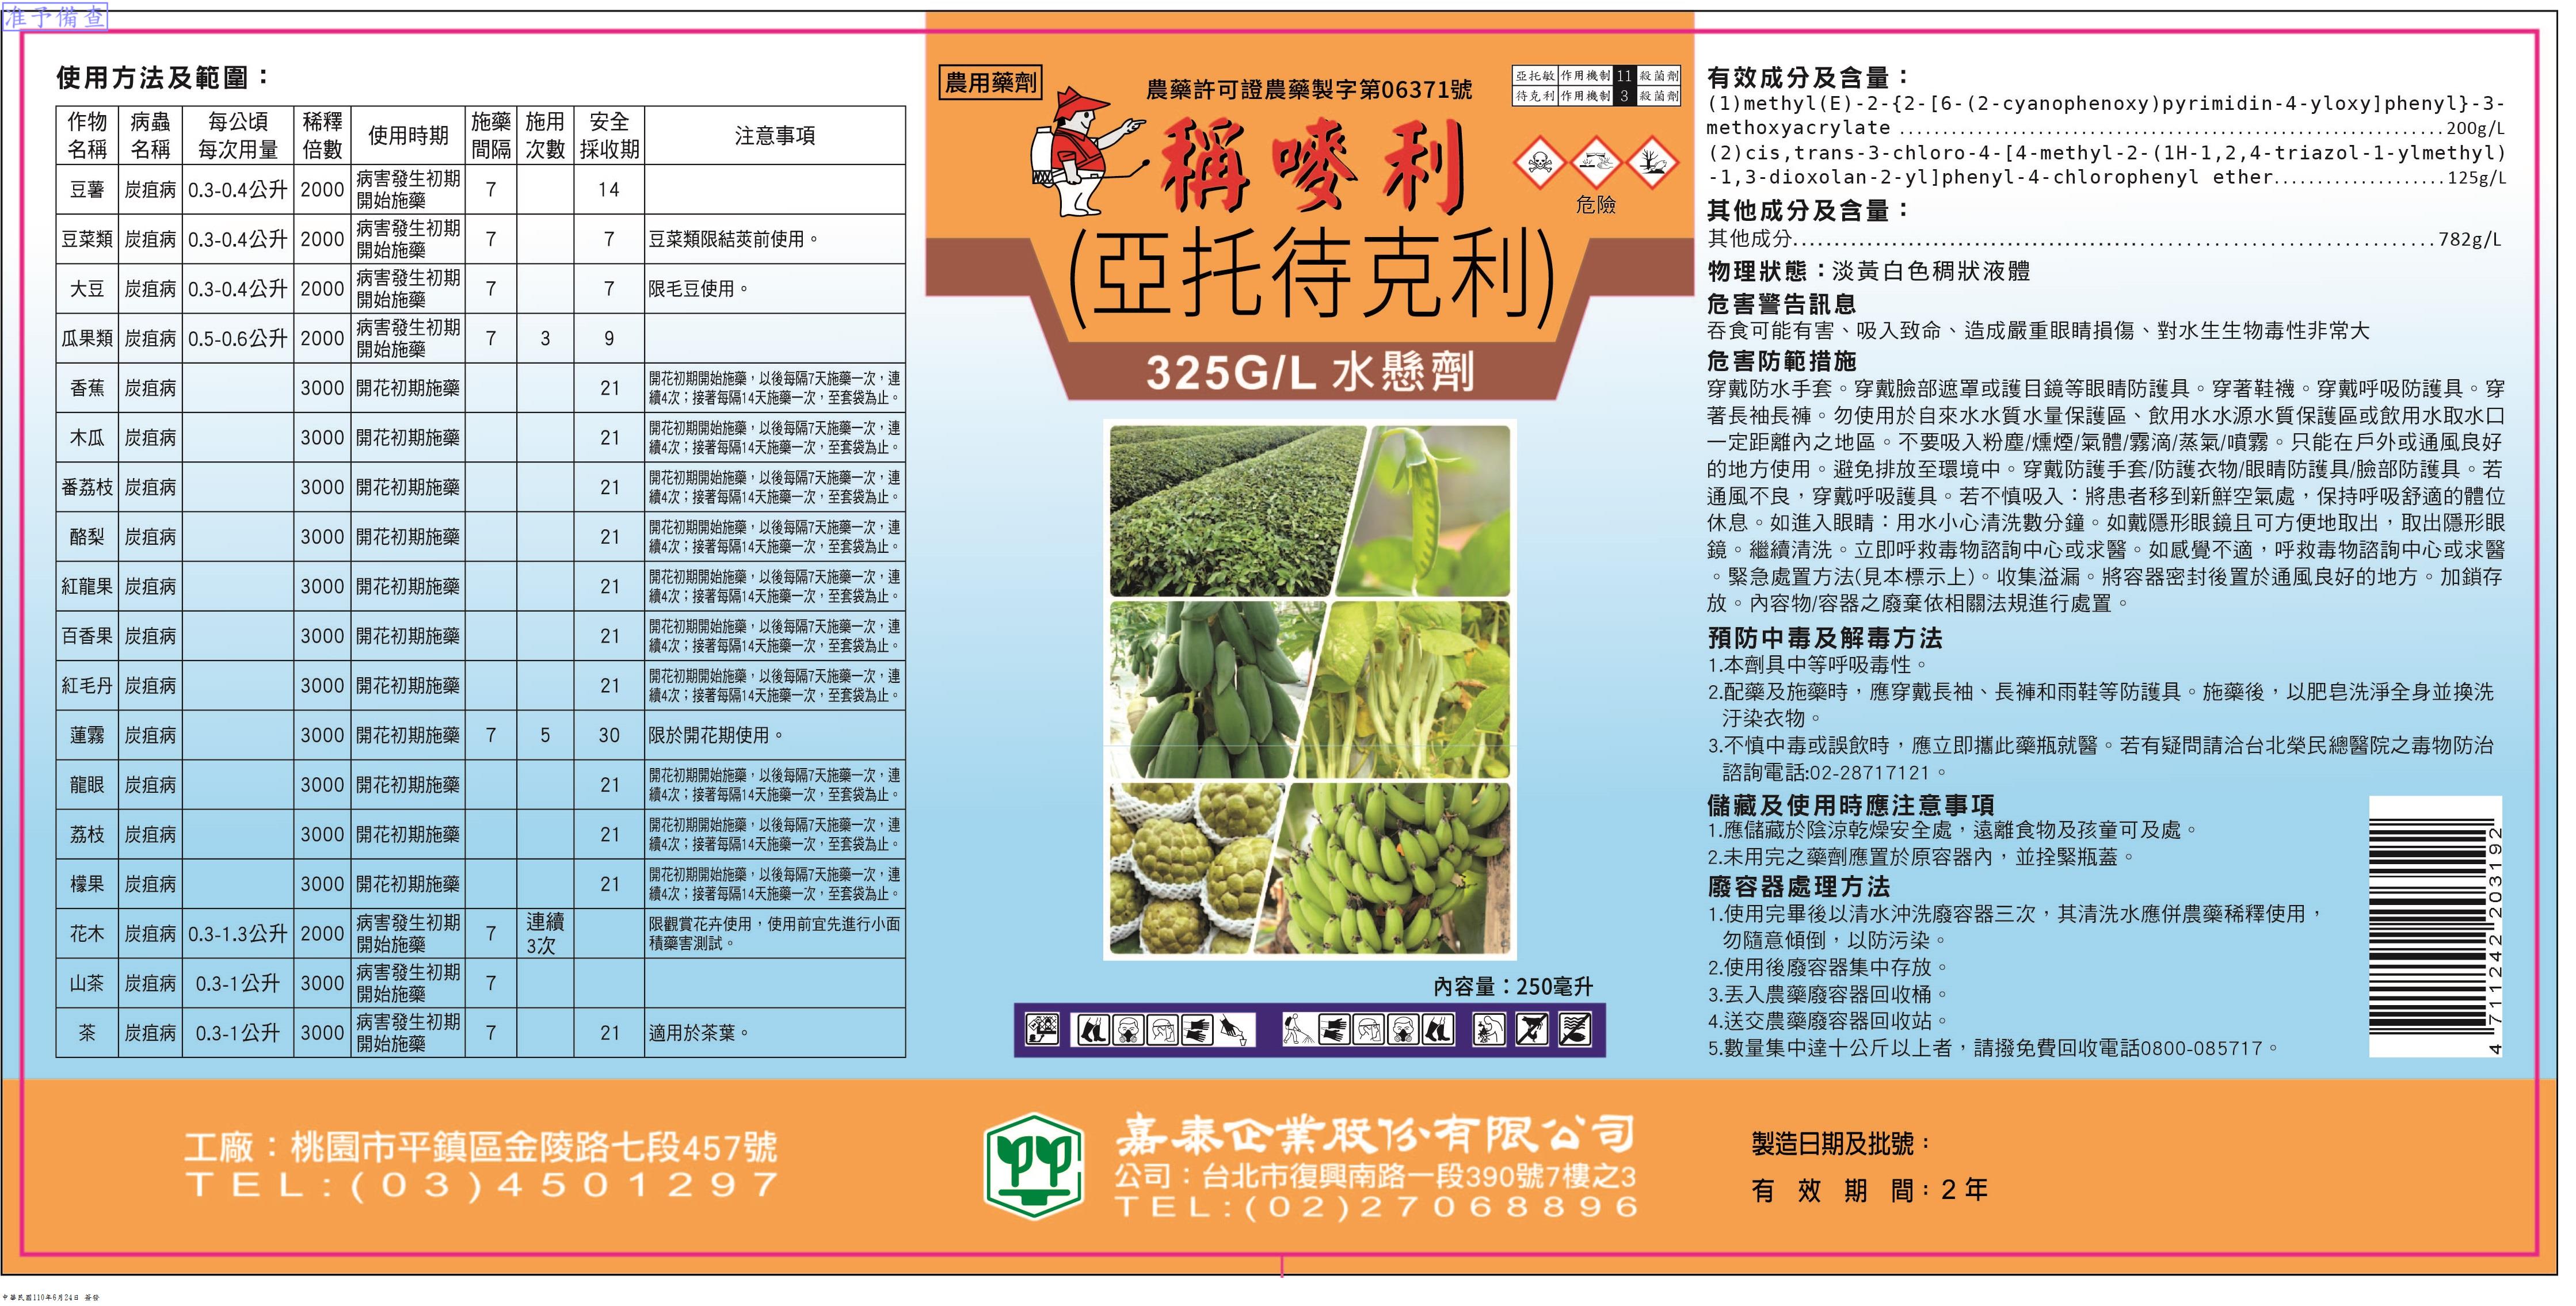 准予備查
使用方法及範圍：
作物名稱 病蟲名稱 每公頃每次用量 稀釋倍數 使用時期 施藥間隔 施用次數 安全採收期 注意事項
豆薯 炭疽病 0.3-0.4公升 2000 病害發生初期開始施藥 7 14
豆菜類 炭疽病 0.3-0.4公升 2000 病害發生初期開始施藥 7 7 豆菜類限結莢前使用。
大豆 炭疽病 0.3-0.4公升 2000 病害發生初期開始施藥 7 7 限毛豆使用。
瓜果類 炭疽病 0.5-0.6公升 2000 病害發生初期開始施藥 7 3 9
香蕉 炭疽病 3000 開花初期施藥 21 開花初期開始施藥，以後每隔7天施藥一次，連續4次；接著每隔14天施藥一次，至套袋為止。
木瓜 炭疽病 3000 開花初期施藥 21 開花初期開始施藥，以後每隔7天施藥一次，連續4次；接著每隔14天施藥一次，至套袋為止。
番荔枝 炭疽病 3000 開花初期施藥 21 開花初期開始施藥，以後每隔7天施藥一次，連續4次；接著每隔14天施藥一次，至套袋為止。
酪梨 炭疽病 3000 開花初期施藥 21 開花初期開始施藥，以後每隔7天施藥一次，連續4次；接著每隔14天施藥一次，至套袋為止。
紅龍果 炭疽病 3000 開花初期施藥 21 開花初期開始施藥，以後每隔7天施藥一次，連續4次；接著每隔14天施藥一次，至套袋為止。
百香果 炭疽病 3000 開花初期施藥 21 開花初期開始施藥，以後每隔7天施藥一次，連續4次；接著每隔14天施藥一次，至套袋為止。
紅毛丹 炭疽病 3000 開花初期施藥 21 開花初期開始施藥，以後每隔7天施藥一次，連續4次；接著每隔14天施藥一次，至套袋為止。
蓮霧 炭疽病 3000 開花初期施藥 7 5 30 限於開花期使用。
龍眼 炭疽病 3000 開花初期施藥 21 開花初期開始施藥，以後每隔7天施藥一次，連續4次；接著每隔14天施藥一次，至套袋為止。
荔枝 炭疽病 3000 開花初期施藥 21 開花初期開始施藥，以後每隔7天施藥一次，連續4次；接著每隔14天施藥一次，至套袋為止。
檬果 炭疽病 3000 開花初期施藥 21 開花初期開始施藥，以後每隔7天施藥一次，連續4次；接著每隔14天施藥一次，至套袋為止。
花木 炭疽病 0.3-1.3公升 2000 病害發生初期開始施藥 7 連續3次 限觀賞花卉使用，使用前宜先進行小面積藥害測試。
山茶 炭疽病 0.3-1公升 3000 病害發生初期開始施藥 7
茶 炭疽病 0.3-1公升 3000 病害發生初期開始施藥 7 21 適用於茶葉。
工廠：桃園市平鎮區金陵路七段457號
TEL:(03)4501297
農用藥劑
農藥許可證農藥製字第06371號
亞托敏 作用機制 11 殺菌劑
待克利 作用機制 3 殺菌劑
稱嘜利
危險
(亞托待克利)
325G/L 水懸劑
內容量：250毫升
嘉泰企業股份有限公司
公司：台北市復興南路一段390號7樓之3
TEL:(02)27068896
有效成分及含量：
(1)methyl(E)-2-{2-[6-(2-cyanophenoxy)pyrimidin-4-yloxy]phenyl}-3-
methoxyacrylate ........................................ 200g/L
(2)cis,trans-3-chloro-4-[4-methyl-2-(1H-1,2,4-triazol-1-ylmethyl)
-1,3-dioxolan-2-yl]phenyl-4-chlorophenyl ether.................... 125g/L
其他成分及含量：
其他成分........................................ 782g/L
物理狀態：淡黃白色稠狀液體
危害警告訊息
吞食可能有害、吸入致命、造成嚴重眼睛損傷、對水生生物毒性非常大
危害防範措施
穿戴防水手套。穿戴臉部遮罩或護目鏡等眼睛防護具。穿著鞋襪。穿戴呼吸防護具。穿
著長袖長褲。勿使用於自來水水質水量保護區、飲用水水源水質保護區或飲用水取水口
一定距離內之地區。不要吸入粉塵/燻煙/氣體/霧滴/蒸氣/噴霧。只能在戶外或通風良好
的地方使用。避免排放至環境中。穿戴防護手套/防護衣物/眼睛防護具/臉部防護具。若
通風不良，穿戴呼吸護具。若不慎吸入：將患者移到新鮮空氣處，保持呼吸舒適的體位
休息。如進入眼睛：用水小心清洗數分鐘。如戴隱形眼鏡且可方便地取出，取出隱形眼
鏡。繼續清洗。立即呼救毒物諮詢中心或求醫。如感覺不適，呼救毒物諮詢中心或求醫
。緊急處置方法(見本標示上)。收集溢漏。將容器密封後置於通風良好的地方。加鎖存
放。內容物/容器之廢棄依相關法規進行處置。
預防中毒及解毒方法
1.本劑具中等呼吸毒性。
2.配藥及施藥時，應穿戴長袖、長褲和雨鞋等防護具。施藥後，以肥皂洗淨全身並換洗
汙染衣物。
3.不慎中毒或誤飲時，應立即攜此藥瓶就醫。若有疑問請洽台北榮民總醫院之毒物防治
諮詢電話:02-28717121。
儲藏及使用時應注意事項
1.應儲藏於陰涼乾燥安全處，遠離食物及孩童可及處。
2.未用完之藥劑應置於原容器內，並拴緊瓶蓋。
廢容器處理方法
1.使用完畢後以清水沖洗廢容器三次，其清洗水應併農藥稀釋使用，
勿隨意傾倒，以防污染。
2.使用後廢容器集中存放。
3.丟入農藥廢容器回收桶。
4.送交農藥廢容器回收站。
5.數量集中達十公斤以上者，請撥免費回收電話0800-085717。
4 711242 203192
製造日期及批號：
有效期間：2年
中華民國110年6月24日 簽發